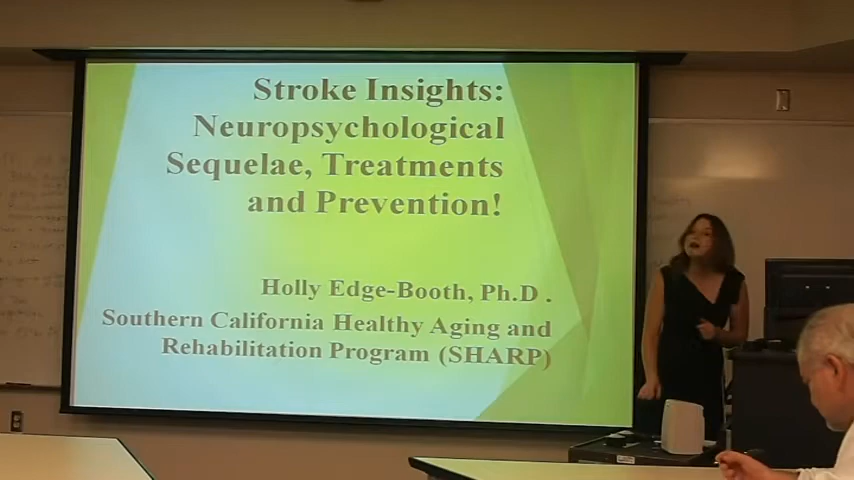 Stroke Insights:
Neuropsychological
Sequelae, Treatments
and Prevention!
Holly Edge-Booth, Ph.D .
Southern California Healthy Aging and
Rehabilitation Program (SHARP)